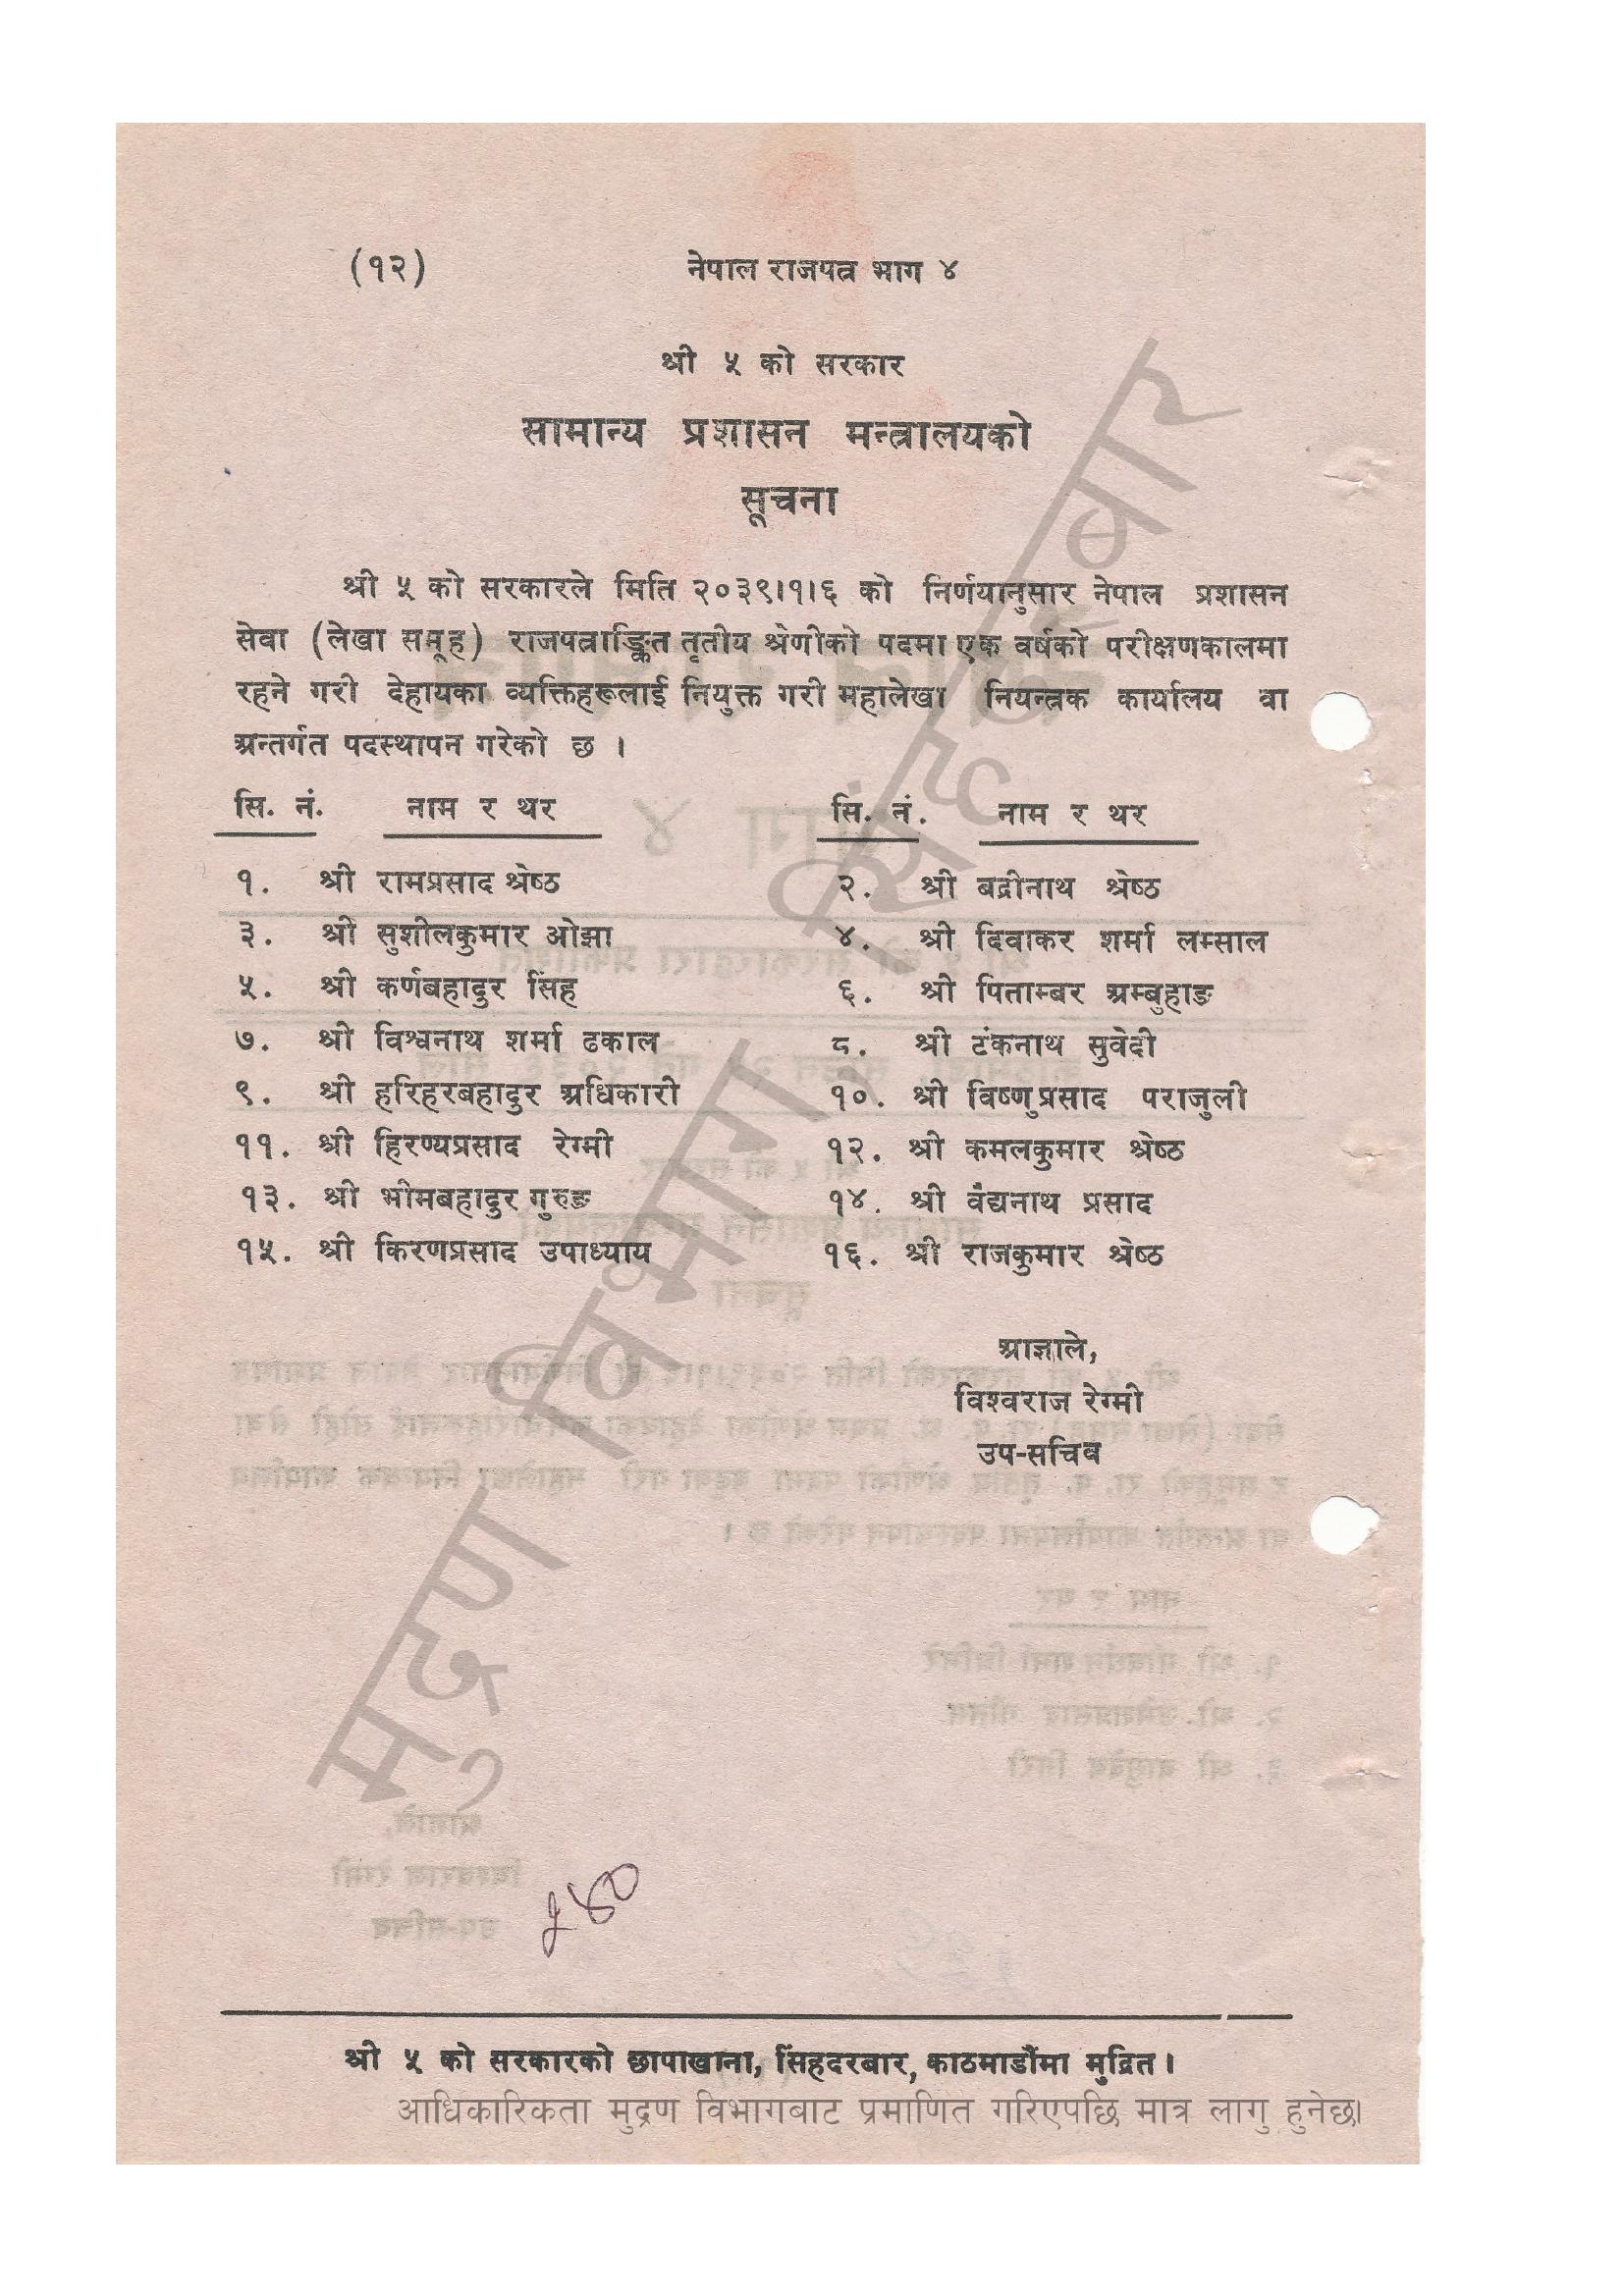 (१२) नेपाल राजपत्र भाग ४
श्री ५ को सरकार
सामान्य प्रशासन मन्त्रालयको
सूचना
श्री ५ को सरकारले मिति २०३९।१।६ को निर्णयानुसार नेपाल प्रशासन
सेवा (लेखा समूह) राजपत्राङ्कित तृतीय श्रेणीको पदमा एक वर्षको परीक्षणकालमा
रहने गरी देहायका व्यक्तिहरूलाई नियुक्त गरी महालेखा नियन्त्रक कार्यालय वा
अन्तर्गत पदस्थापन गरेको छ ।
सि. नं. नाम र थर सिं. नं. नाम र थर
१. श्री रामप्रसाद श्रेष्ठ २. श्री बद्रीनाथ श्रेष्ठ
३. श्री सुशीलकुमार ओझा ४. श्री दिवाकर शर्मा लम्साल
५. श्री कर्णबहादुर सिंह ६. श्री पिताम्बर अम्बुहाङ
७. श्री विश्वनाथ शर्मा ढकाल ८. श्री टंकनाथ सुवेदी
९. श्री हरिहरबहादुर अधिकारी १०. श्री विष्णुप्रसाद पराजुली
११. श्री हिरण्यप्रसाद रेग्मी १२. श्री कमलकुमार श्रेष्ठ
१३. श्री भीमबहादुर गुरुङ १४. श्री वैद्यनाथ प्रसाद
१५. श्री किरणप्रसाद उपाध्याय १६. श्री राजकुमार श्रेष्ठ
आज्ञाले,
विश्वराज रेग्मी
उप-सचिव
मुद्रण विभाग सिंहदरबार
५४०
श्री ५ को सरकारको छापाखाना, सिंहदरबार, काठमाडौंमा मुद्रित ।
आधिकारिकता मुद्रण विभागबाट प्रमाणित गरिएपछि मात्र लागु हुनेछ।